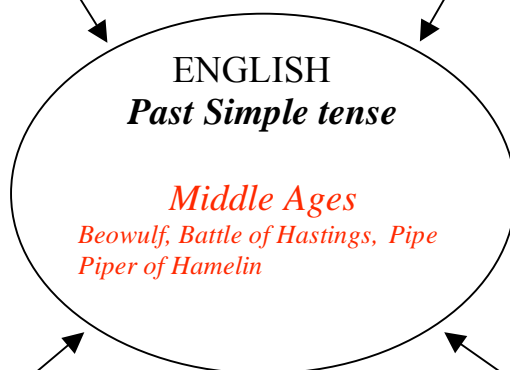 ENGLISH
Past Simple tense
Middle Ages
Beowulf, Battle of Hastings, Pipe
Piper of Hamelin